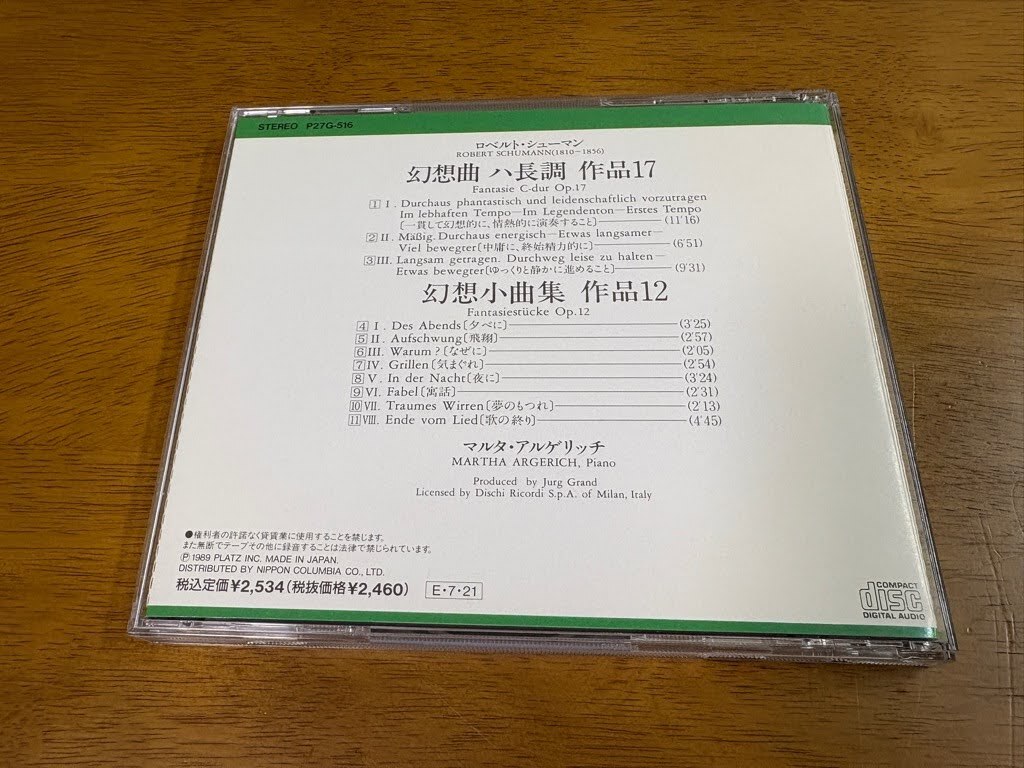 STEREO P27G-516
ロベルト・シューマン
ROBERT SCHUMANN(1810−1856)
幻想曲 ハ長調 作品17
Fantasie C-dur Op.17
1 I. Durchaus phantastisch und leidenschaftlich vorzutragen
Im lebhaften Tempo—Im Legendenton—Erstes Tempo
〔一貫して幻想的に、情熱的に演奏すること〕 (11'16)
2 II. Mäßig. Durchaus energisch—Etwas langsamer—
Viel bewegter〔中庸に、終始精力的に〕 (6'51)
3 III. Langsam getragen. Durchweg leise zu halten—
Etwas bewegter〔ゆっくりと静かに進めること〕 (9'31)
幻想小曲集 作品12
Fantasiestücke Op.12
4 I. Des Abends〔夕べに〕 (3'25)
5 II. Aufschwung〔飛翔〕 (2'57)
6 III. Warum?〔なぜに〕 (2'05)
7 IV. Grillen〔気まぐれ〕 (2'54)
8 V. In der Nacht〔夜に〕 (3'24)
9 VI. Fabel〔寓話〕 (2'31)
10 VII. Traumes Wirren〔夢のもつれ〕 (2'13)
11 VIII. Ende vom Lied〔歌の終り〕 (4'45)
マルタ・アルゲリッチ
MARTHA ARGERICH, Piano
Produced by Jurg Grand
Licensed by Dischi Ricordi S.p.A. of Milan, Italy
●権利者の許諾なく賃貸業に使用することを禁じます。
また無断でテープその他に録音することは法律で禁じられています。
Ⓟ1989 PLATZ INC. MADE IN JAPAN.
DISTRIBUTED BY NIPPON COLUMBIA CO., LTD.
税込定価¥2,534(税抜価格¥2,460) E・7・21
COMPACT
disc
DIGITAL AUDIO